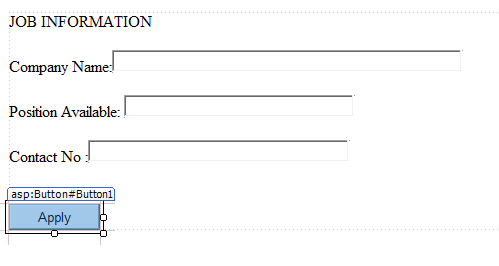 JOB INFORMATION
Company Name:
Position Available:
Contact No :
asp:Button#Button1
Apply